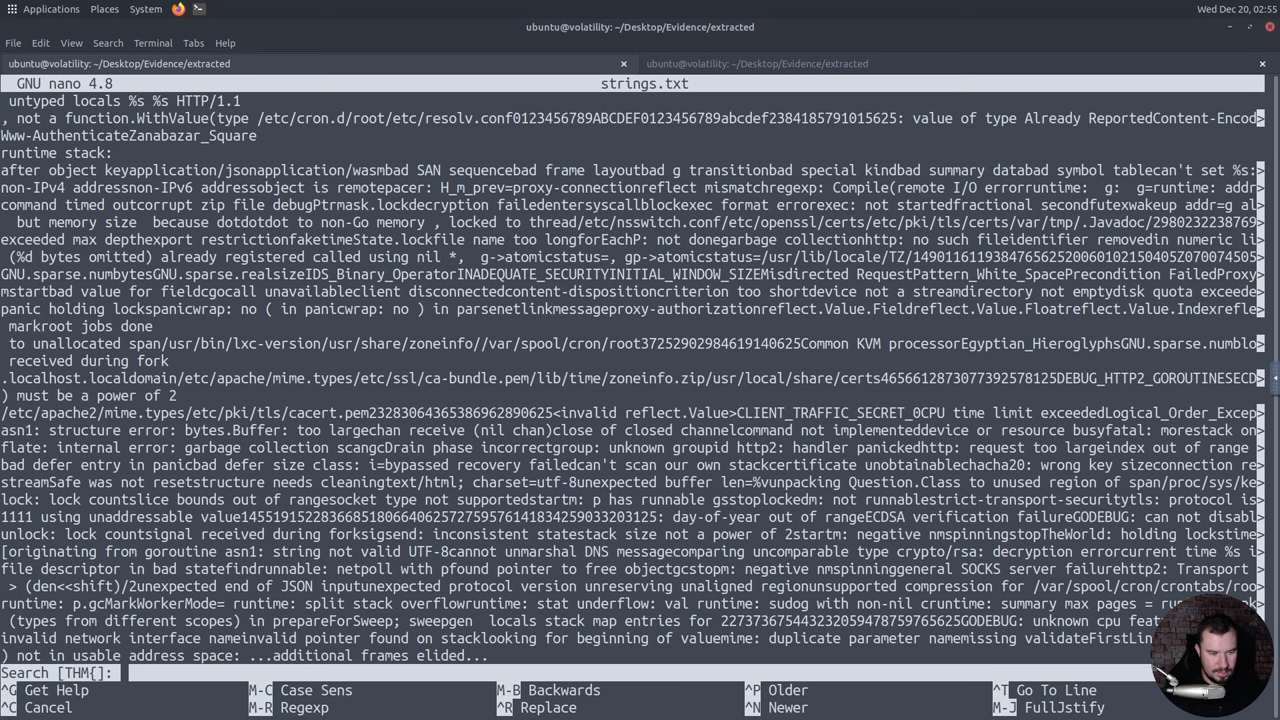 Applications Places System Wed Dec 20, 02:55
ubuntu@volatility: ~/Desktop/Evidence/extracted
File Edit View Search Terminal Tabs Help
ubuntu@volatility: ~/Desktop/Evidence/extracted × ubuntu@volatility: ~/Desktop/Evidence/extracted ×
GNU nano 4.8 strings.txt
untyped locals %s %s HTTP/1.1
, not a function.WithValue(type /etc/cron.d/root/etc/resolv.conf0123456789ABCDEF0123456789abcdef2384185791015625: value of type Already ReportedContent-Encod>
Www-AuthenticateZanabazar_Square
runtime stack:
after object keyapplication/jsonapplication/wasmbad SAN sequencebad frame layoutbad g transitionbad special kindbad summary databad symbol tablecan't set %s:>
non-IPv4 addressnon-IPv6 addressobject is remotepacer: H_m_prev=proxy-connectionreflect mismatchregexp: Compile(remote I/O errorruntime:  g:  g=runtime: addr>
command timed outcorrupt zip file debugPtrmask.lockdecryption failedentersyscallblockexec format errorexec: not startedfractional secondfutexwakeup addr=g al>
but memory size  because dotdotdot to non-Go memory , locked to thread/etc/nsswitch.conf/etc/openssl/certs/etc/pki/tls/certs/var/tmp/.Javadoc/2980232238769>
exceeded max depthexport restrictionfaketimeState.lockfile name too longforEachP: not donegarbage collectionhttp: no such fileidentifier removedin numeric li>
(%d bytes omitted) already registered called using nil *,  g->atomicstatus=, gp->atomicstatus=/usr/lib/locale/TZ/1490116119384765625200601021504052070074505>
GNU.sparse.numbytesGNU.sparse.realsizeIDS_Binary_OperatorINADEQUATE_SECURITYINITIAL_WINDOW_SIZEMisdirected RequestPattern_White_SpacePrecondition FailedProxy>
mstartbad value for fieldcgocall unavailableclient disconnectedcontent-dispositioncriterion too shortdevice not a streamdirectory not emptydisk quota exceede>
panic holding lockspanicwrap: no ( in panicwrap: no ) in parsenetlinkmessageproxy-authorizationreflect.Value.Fieldreflect.Value.Floatreflect.Value.Indexrefle>
markroot jobs done
to unallocated span/usr/bin/lxc-version/usr/share/zoneinfo//var/spool/cron/root37252902984619140625Common KVM processorEgyptian_HieroglyphsGNU.sparse.numblo>
received during fork
.localhost.localdomain/etc/apache/mime.types/etc/ssl/ca-bundle.pem/lib/time/zoneinfo.zip/usr/local/share/certs4656612873077392578125DEBUG_HTTP2_GOROUTINESECD>
) must be a power of 2
/etc/apache2/mime.types/etc/pki/tls/cacert.pem23283064365386962890625<invalid reflect.Value>CLIENT_TRAFFIC_SECRET_0CPU time limit exceededLogical_Order_Excep>
asn1: structure error: bytes.Buffer: too largechan receive (nil chan)close of closed channelcommand not implementeddevice or resource busyfatal: morestack on>
flate: internal error: garbage collection scangcDrain phase incorrectgroup: unknown groupid http2: handler panickedhttp: request too largeindex out of range >
bad defer entry in panicbad defer size class: i=bypassed recovery failedcan't scan our own stackcertificate unobtainablechacha20: wrong key sizeconnection re>
streamSafe was not resetstructure needs cleaningtext/html; charset=utf-8unexpected buffer len=%vunpacking Question.Class to unused region of span/proc/sys/ke>
lock: lock countslice bounds out of rangesocket type not supportedstartm: p has runnable gsstoplockedm: not runnablestrict-transport-securitytls: protocol is>
1111 using unaddressable value1455191522836685180664062572759576141834259033203125: day-of-year out of rangeECDSA verification failureGODEBUG: can not disabl>
unlock: lock countsignal received during forksigsend: inconsistent statestack size not a power of 2startm: negative nmspinningstopTheWorld: holding lockstime>
[originating from goroutine asn1: string not valid UTF-8cannot unmarshal DNS messagecomparing uncomparable type crypto/rsa: decryption errorcurrent time %s i>
file descriptor in bad statefindrunnable: netpoll with pfound pointer to free objectgcstopm: negative nmspinninggeneral SOCKS server failurehttp2: Transport >
> (den<<shift)/2unexpected end of JSON inputunexpected protocol version unreserving unaligned regionunsupported compression for /var/spool/cron/crontabs/roo>
runtime: p.gcMarkWorkerMode= runtime: split stack overflowruntime: stat underflow: val runtime: sudog with non-nil cruntime: summary max pages =
(types from different scopes) in prepareForSweep; sweepgen  locals stack map entries for 227373675443232059478759765625GODEBUG: unknown cpu
invalid network interface nameinvalid pointer found on stacklooking for beginning of valuemime: duplicate parameter namemissing
) not in usable address space: ...additional frames elided...
Search [THM{]:
^G Get Help M-C Case Sens M-B Backwards ^P Older ^T Go To Line
^C Cancel M-R Regexp ^R Replace ^N Newer M-J FullJstify